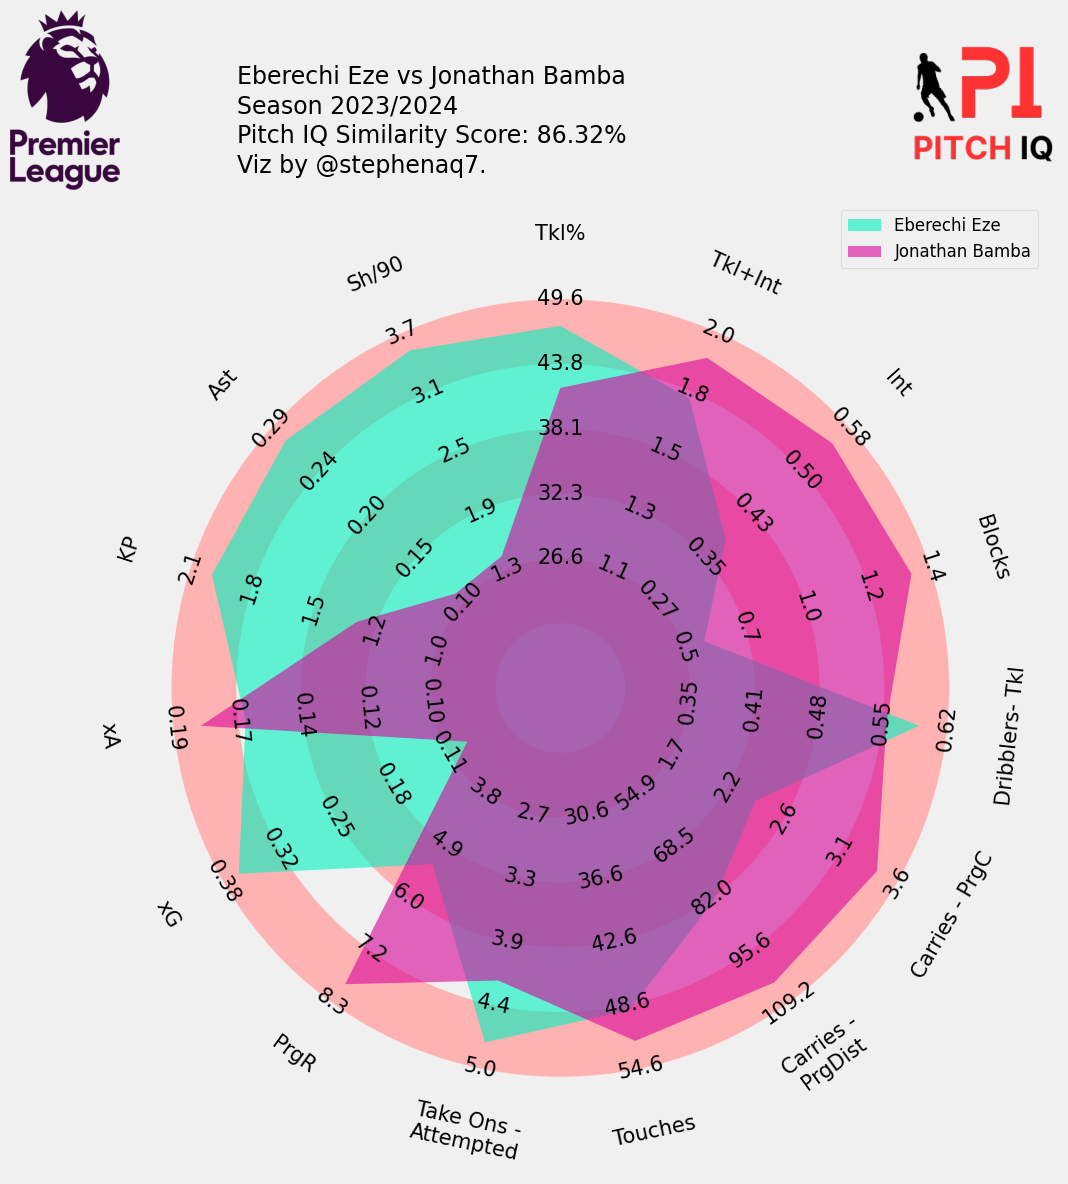 Premier
League
Eberechi Eze vs Jonathan Bamba
Season 2023/2024
Pitch IQ Similarity Score: 86.32%
Viz by @stephenaq7.
PI
PITCH IQ
Eberechi Eze
Jonathan Bamba
Tkl%
49.6
43.8
38.1
32.3
26.6
Tkl+Int
2.0
1.8
1.5
1.3
1.1
Int
0.58
0.50
0.43
0.35
0.27
Blocks
1.4
1.2
1.0
0.7
0.5
Dribblers- Tkl
0.62
0.55
0.48
0.41
0.35
Carries - PrgC
3.6
3.1
2.6
2.2
1.7
Carries -
PrgDist
109.2
95.6
82.0
68.5
54.9
Touches
54.6
48.6
42.6
36.6
30.6
Take Ons -
Attempted
5.0
4.4
3.9
3.3
2.7
PrgR
8.3
7.2
6.0
4.9
3.8
xG
0.38
0.32
0.25
0.18
0.11
xA
0.19
0.17
0.14
0.12
0.10
KP
2.1
1.8
1.5
1.2
1.0
Ast
0.29
0.24
0.20
0.15
0.10
Sh/90
3.7
3.1
2.5
1.9
1.3